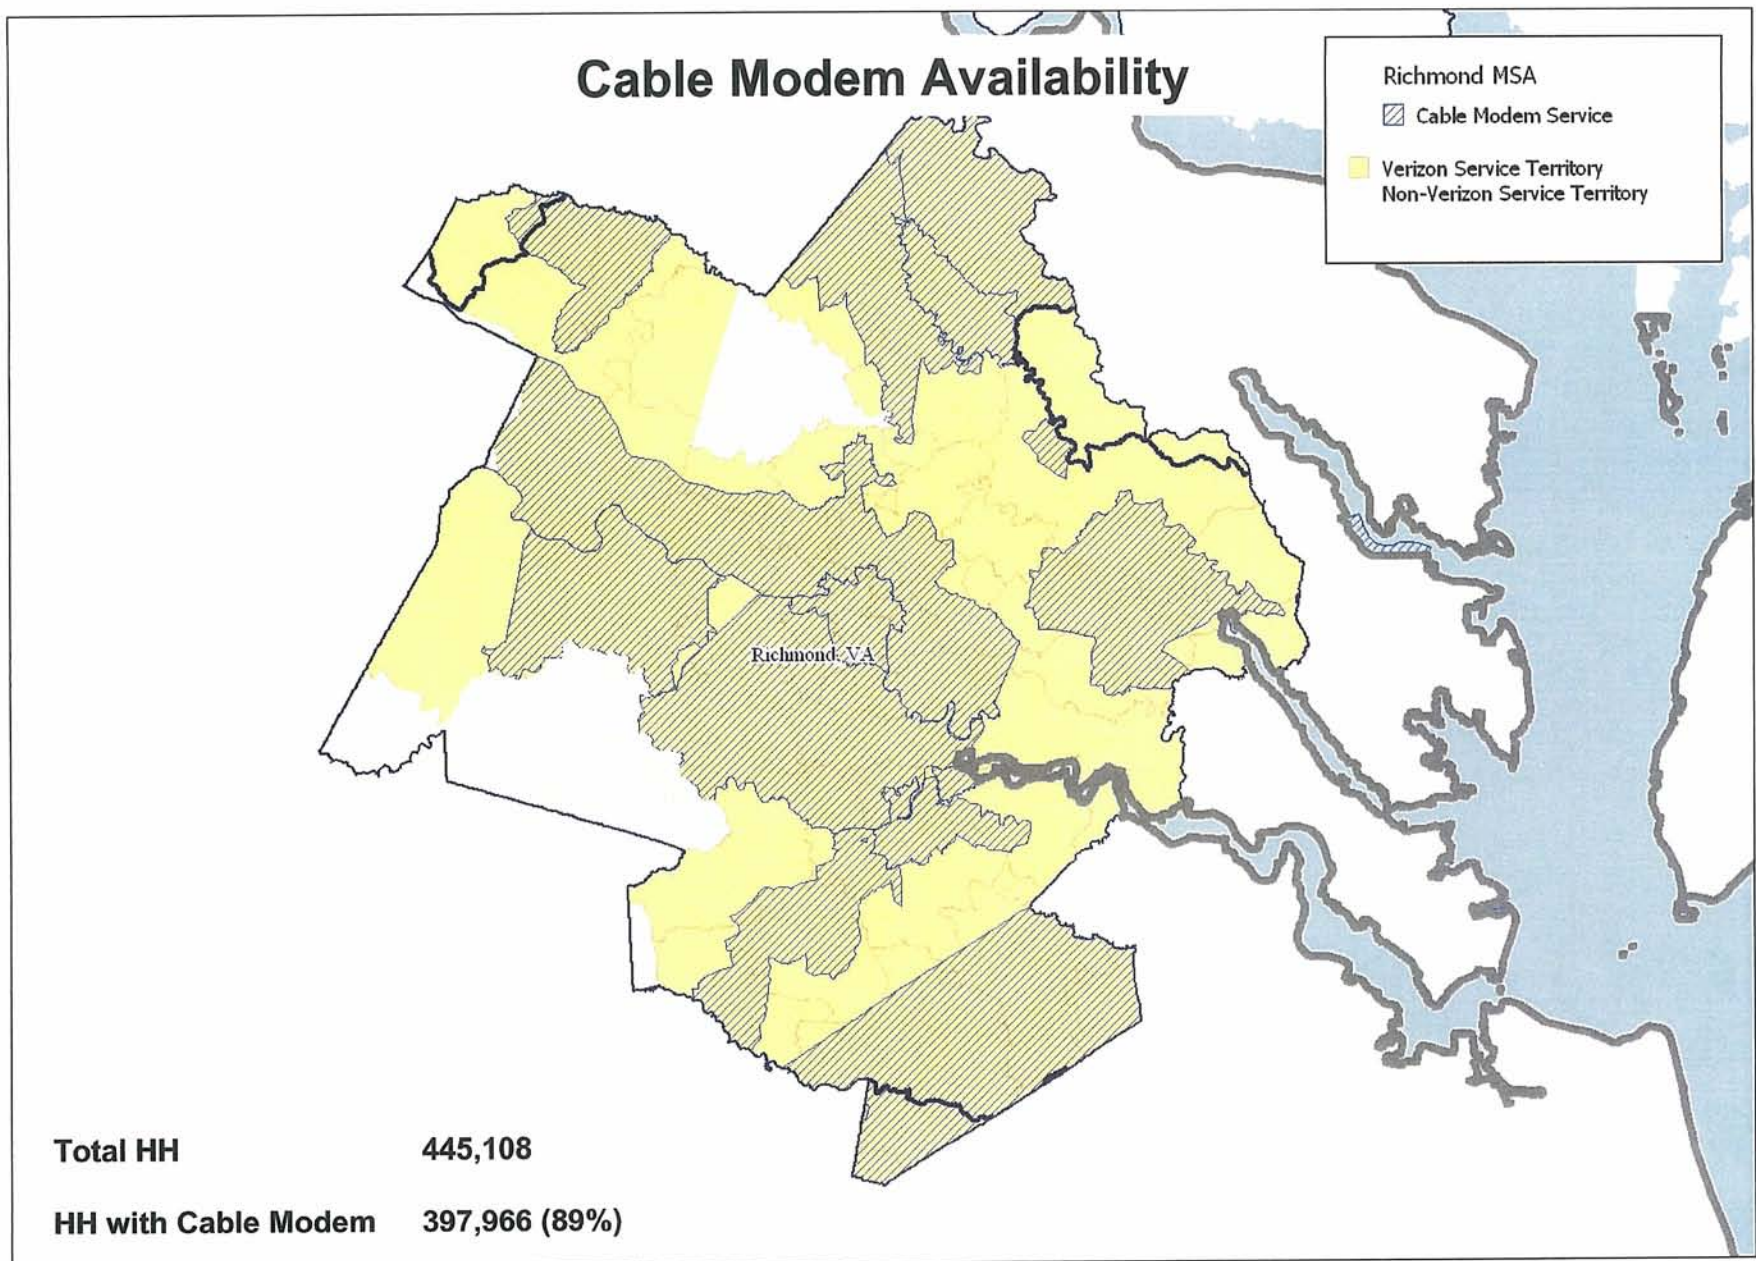 Cable Modem Availability
Richmond MSA
Cable Modem Service
Verizon Service Territory
Non-Verizon Service Territory
Richmond, VA
Total HH 445,108
HH with Cable Modem 397,966 (89%)